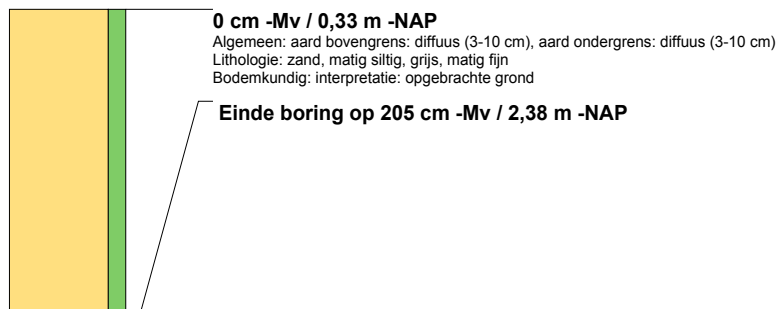 0 cm -Mv / 0,33 m -NAP
Algemeen: aard bovengrens: diffuus (3-10 cm), aard ondergrens: diffuus (3-10 cm)
Lithologie: zand, matig siltig, grijs, matig fijn
Bodemkundig: interpretatie: opgebrachte grond
Einde boring op 205 cm -Mv / 2,38 m -NAP